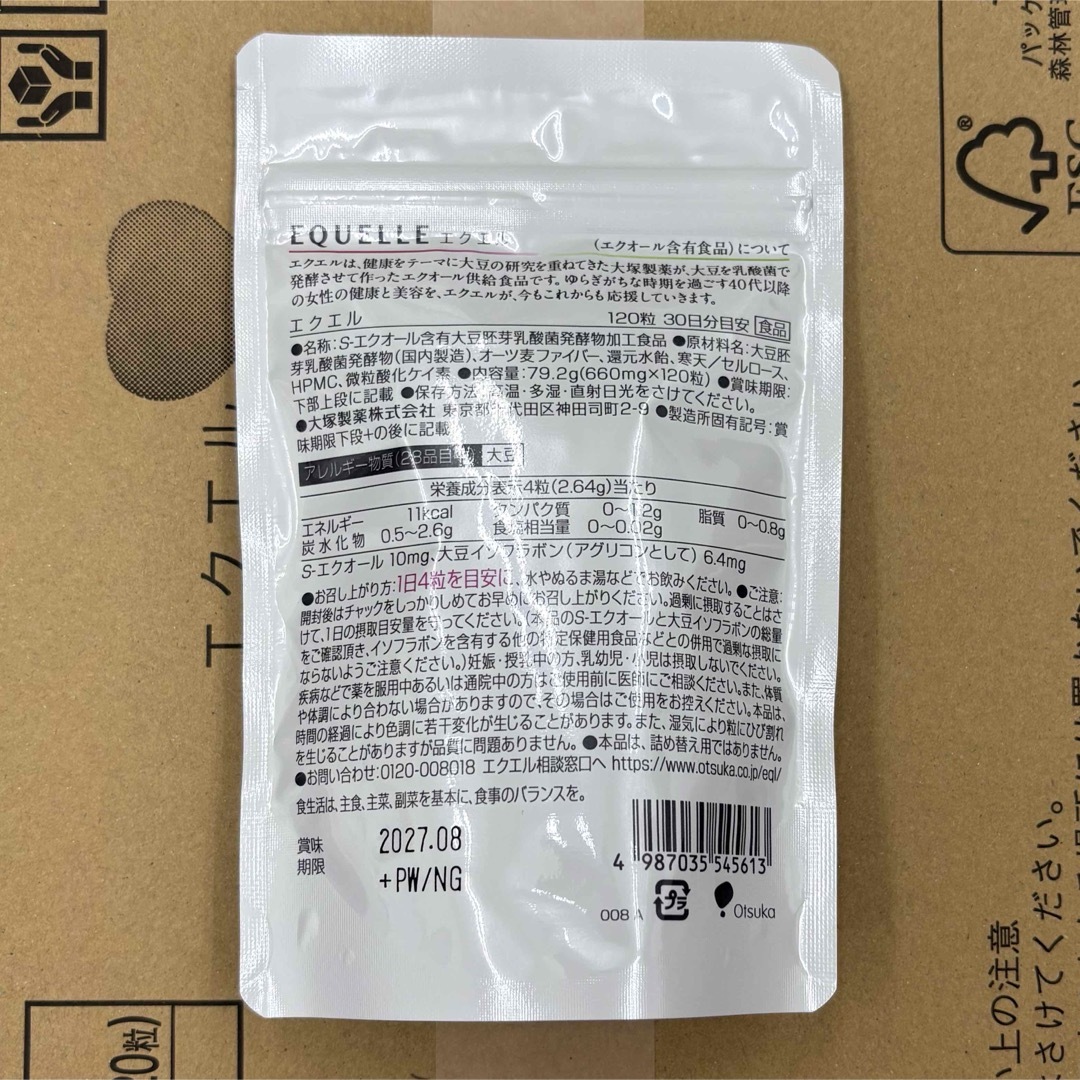 EQUELLE エクエル
(エクオール含有食品)について
エクエルは、健康をテーマに大豆の研究を重ねてきた大塚製薬が、大豆を乳酸菌で
発酵させて作ったエクオール供給食品です。ゆらぎがちな時期を過ごす40代以降
の女性の健康と美容を、エクエルが、今もこれからも応援していきます。
エクエル 120粒 30日分目安 食品
●名称:S-エクオール含有大豆胚芽乳酸菌発酵物加工食品 ●原材料名:大豆胚
芽乳酸菌発酵物(国内製造)、オーツ麦ファイバー、還元水飴、寒天/セルロース、
HPMC、微粒酸化ケイ素 ●内容量:79.2g(660mg×120粒) ●賞味期限:
下部上段に記載 ●保存方法:高温・多湿・直射日光をさけてください。
●大塚製薬株式会社 東京都千代田区神田司町2-9 ●製造所固有記号:賞
味期限下段+の後に記載
アレルギー物質(28品目中) 大豆
栄養成分表示4粒(2.64g)当たり
エネルギー 11kcal タンパク質 0~0.2g 脂質 0~0.8g
炭水化物 0.5~2.6g 食塩相当量 0~0.02g
S-エクオール 10mg、大豆イソフラボン(アグリコンとして) 6.4mg
●お召し上がり方:1日4粒を目安に、水やぬるま湯などでお飲みください。●ご注意:
開封後はチャックをしっかりしめてお早めにお召し上がりください。過剰に摂取することはさ
けて、1日の摂取目安量を守ってください。(本品のS-エクオールと大豆イソフラボンの総量
をご確認頂き、イソフラボンを含有する他の特定保健用食品などとの併用で過剰な摂取に
ならないようご注意ください。)妊娠・授乳中の方、乳幼児・小児は摂取しないでください。
疾病などで薬を服用中あるいは通院中の方はご使用前に医師にご相談ください。また、体質
や体調により合わない場合がありますので、その場合はご使用をお控えください。本品は、
時間の経過により色調に若干変化が生じることがあります。また、湿気により粒にひび割れ
を生じることがありますが品質に問題ありません。●本品は、詰め替え用ではありません。
●お問い合わせ:0120-008018 エクエル相談窓口へ https://www.otsuka.co.jp/eql/
食生活は、主食、主菜、副菜を基本に、食事のバランスを。
賞味
期限
2027.08
+PW/NG
4 987035 545613
008 A プラ Otsuka
エクエル
パック
森林管理
®
FSC
上の注意
さけてください。
20粒)